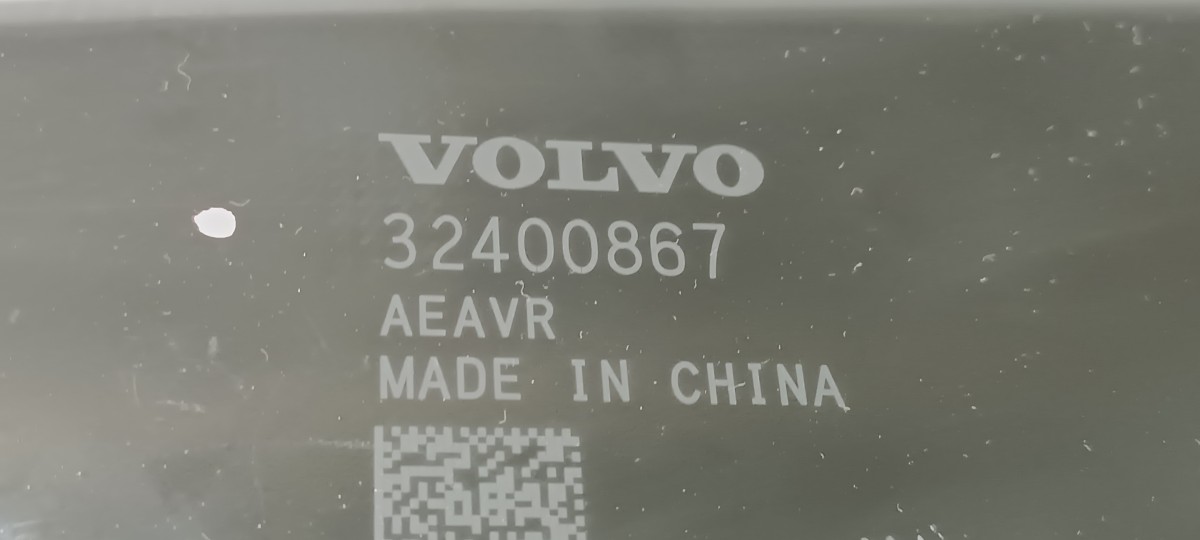 VOLVO
32400867
AEAVR
MADE IN CHINA